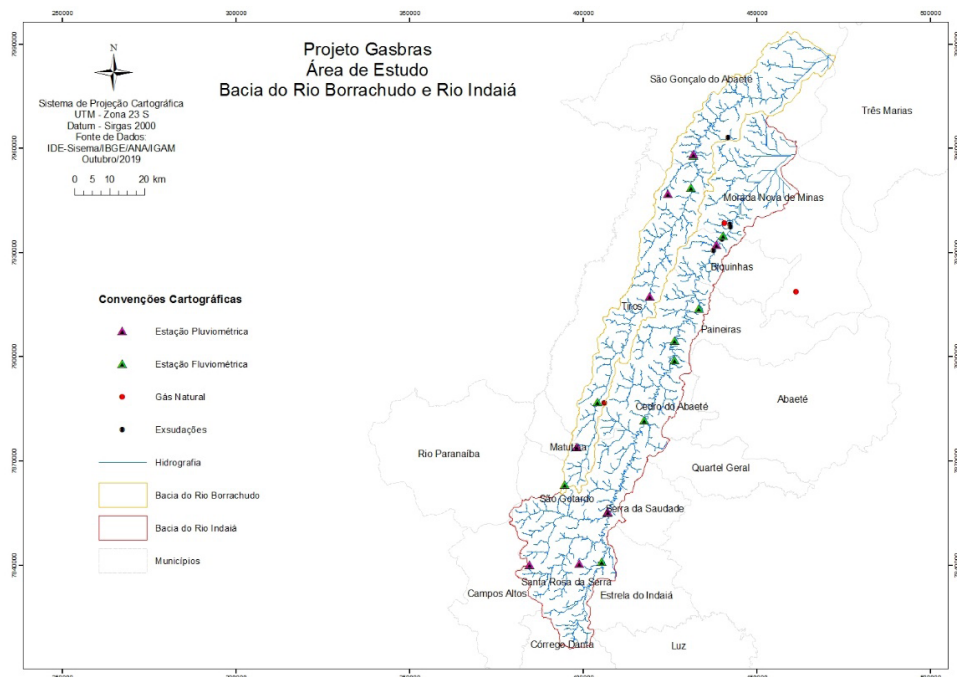 Projeto Gasbras
Área de Estudo
Bacia do Rio Borrachudo e Rio Indaiá
N
Sistema de Projeção Cartográfica
UTM - Zona 23 S
Datum - Sirgas 2000
Fonte de Dados:
IDE-Sisema/IBGE/ANA/IGAM
Outubro/2019
0 5 10 20 km
São Gonçalo do Abaeté
Três Marias
Morada Nova de Minas
Biquinhas
Tiros
Paineiras
Cedro do Abaeté
Abaeté
Matutina
Rio Paranaíba
Quartel Geral
São Gotardo
Serra da Saudade
Santa Rosa da Serra
Campos Altos
Estrela do Indaiá
Córrego Danta
Luz
Convenções Cartográficas
Estação Pluviométrica
Estação Fluviométrica
Gás Natural
Exsudações
Hidrografia
Bacia do Rio Borrachudo
Bacia do Rio Indaiá
Municípios